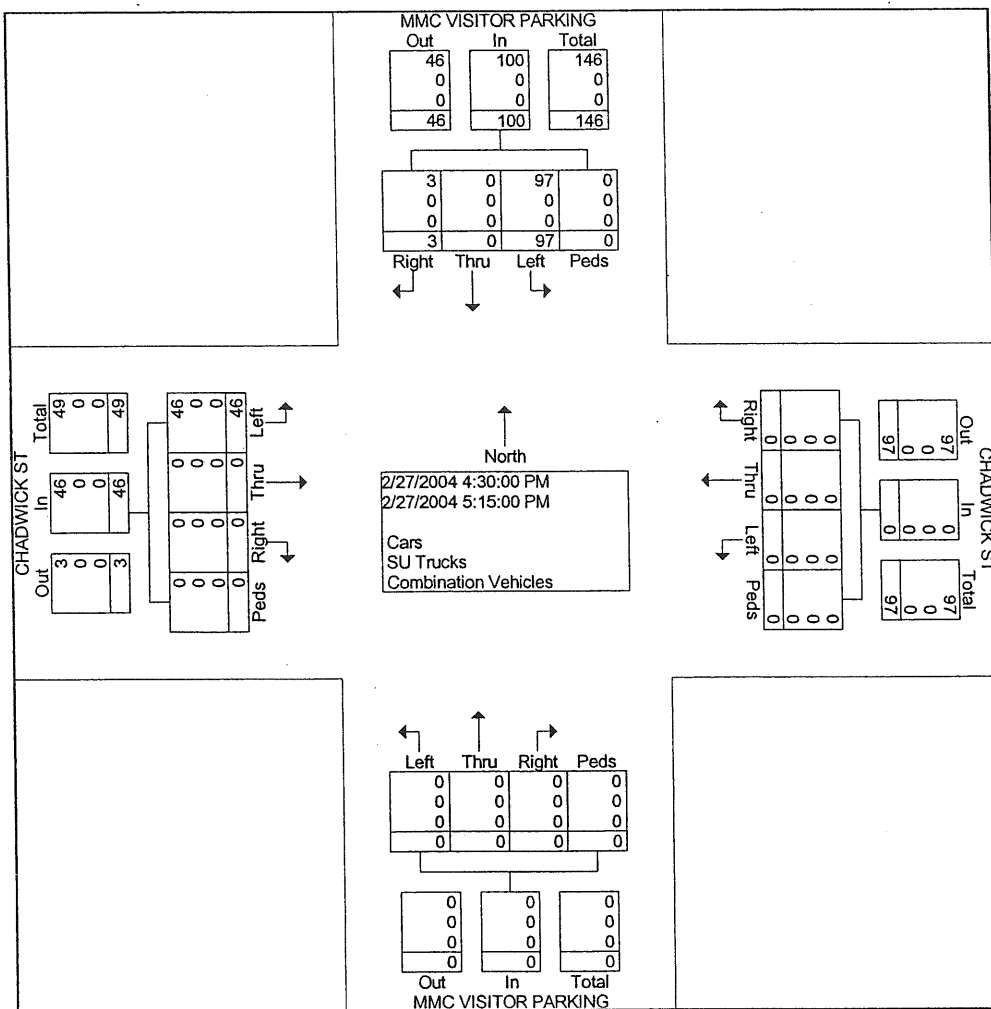 MMC VISITOR PARKING
Out In Total
46 100 146
0 0 0
0 0 0
46 100 146
3 0 97 0
0 0 0 0
0 0 0 0
3 0 97 0
Right Thru Left Peds
CHADWICK ST
Total In Out
49 46 3
0 0 0
0 0 0
49 46 3
Left Thru Right Peds
46 0 0 0
0 0 0 0
0 0 0 0
46 0 0 0
North
2/27/2004 4:30:00 PM
2/27/2004 5:15:00 PM
Cars
SU Trucks
Combination Vehicles
Right Thru Left Peds
0 0 0 0
0 0 0 0
0 0 0 0
0 0 0 0
CHADWICK ST
Out In Total
97 0 97
0 0 0
0 0 0
97 0 97
Left Thru Right Peds
0 0 0 0
0 0 0 0
0 0 0 0
0 0 0 0
0 0 0
0 0 0
0 0 0
0 0 0
Out In Total
MMC VISITOR PARKING